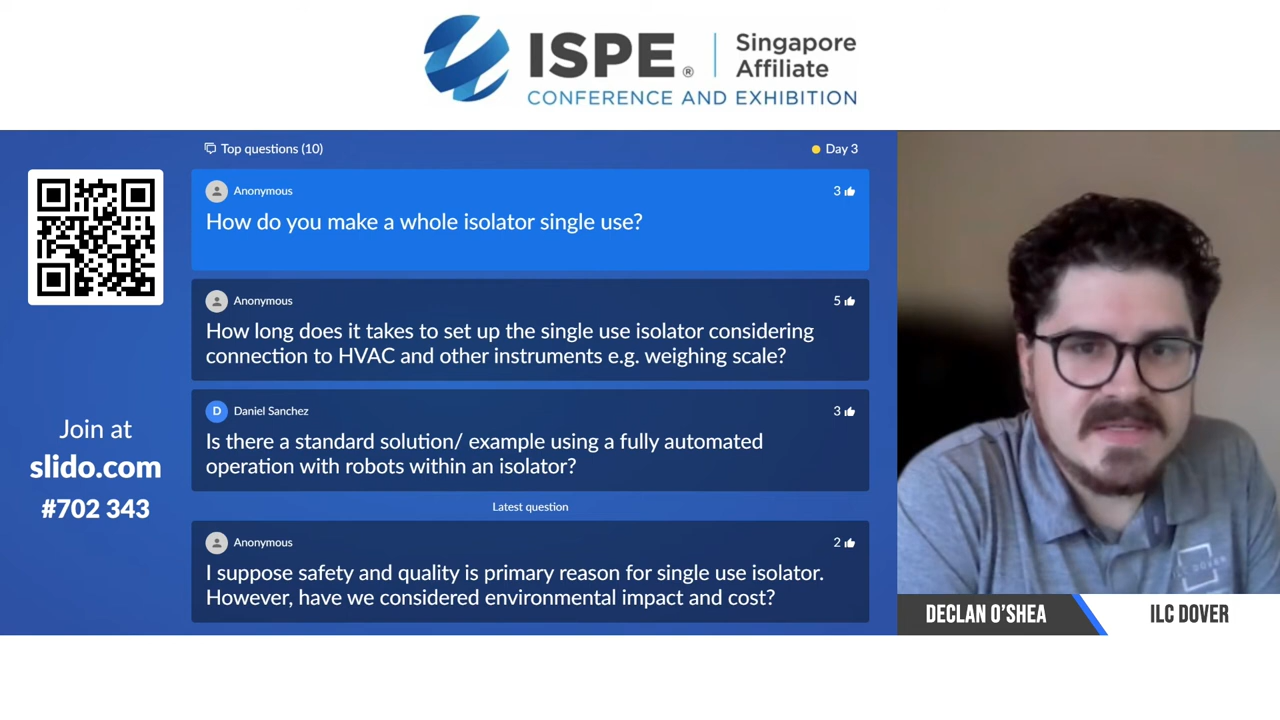 ISPE® Singapore
Affiliate
CONFERENCE AND EXHIBITION
Top questions (10)
Day 3
Anonymous
3
How do you make a whole isolator single use?
Anonymous
5
How long does it takes to set up the single use isolator considering
connection to HVAC and other instruments e.g. weighing scale?
D
Daniel Sanchez
3
Is there a standard solution/ example using a fully automated
operation with robots within an isolator?
Latest question
Anonymous
2
I suppose safety and quality is primary reason for single use isolator.
However, have we considered environmental impact and cost?
Join at
slido.com
#702 343
DECLAN O'SHEA
ILC DOVER